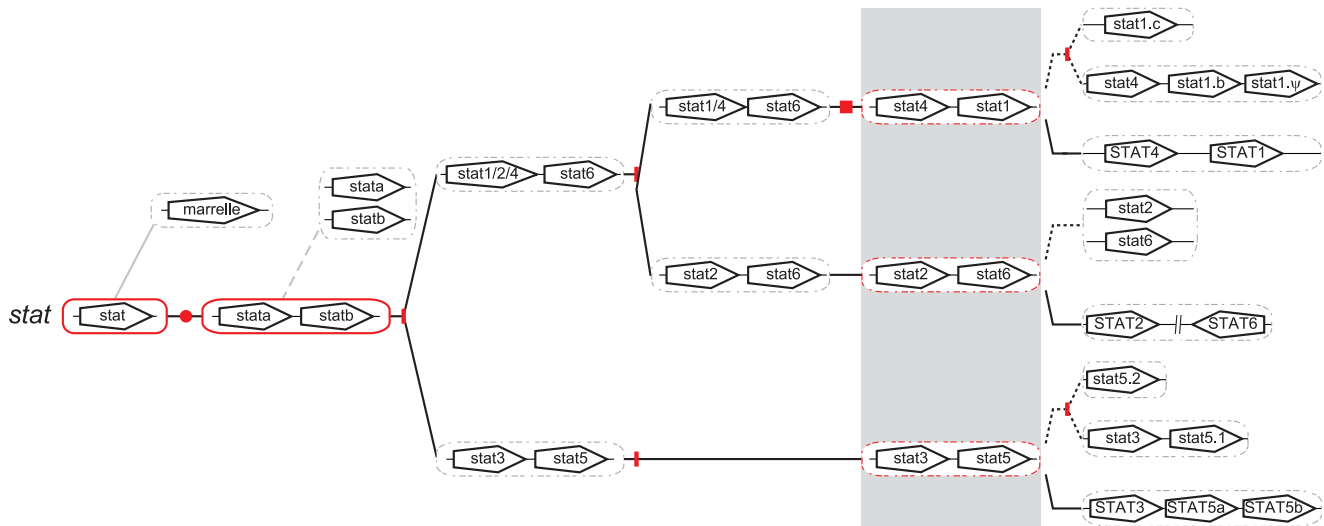 stat1.c
stat4 stat1.b stat1.ψ
stat1/4 stat6
stat4 stat1
STAT4 STAT1
stat1/2/4 stat6
stata
statb
marrelle
stat2
stat6
stat2 stat6
stat2 stat6
stat
stat
stata statb
STAT2 STAT6
stat5.2
stat3 stat5.1
stat3 stat5
stat3 stat5
STAT3 STAT5a STAT5b